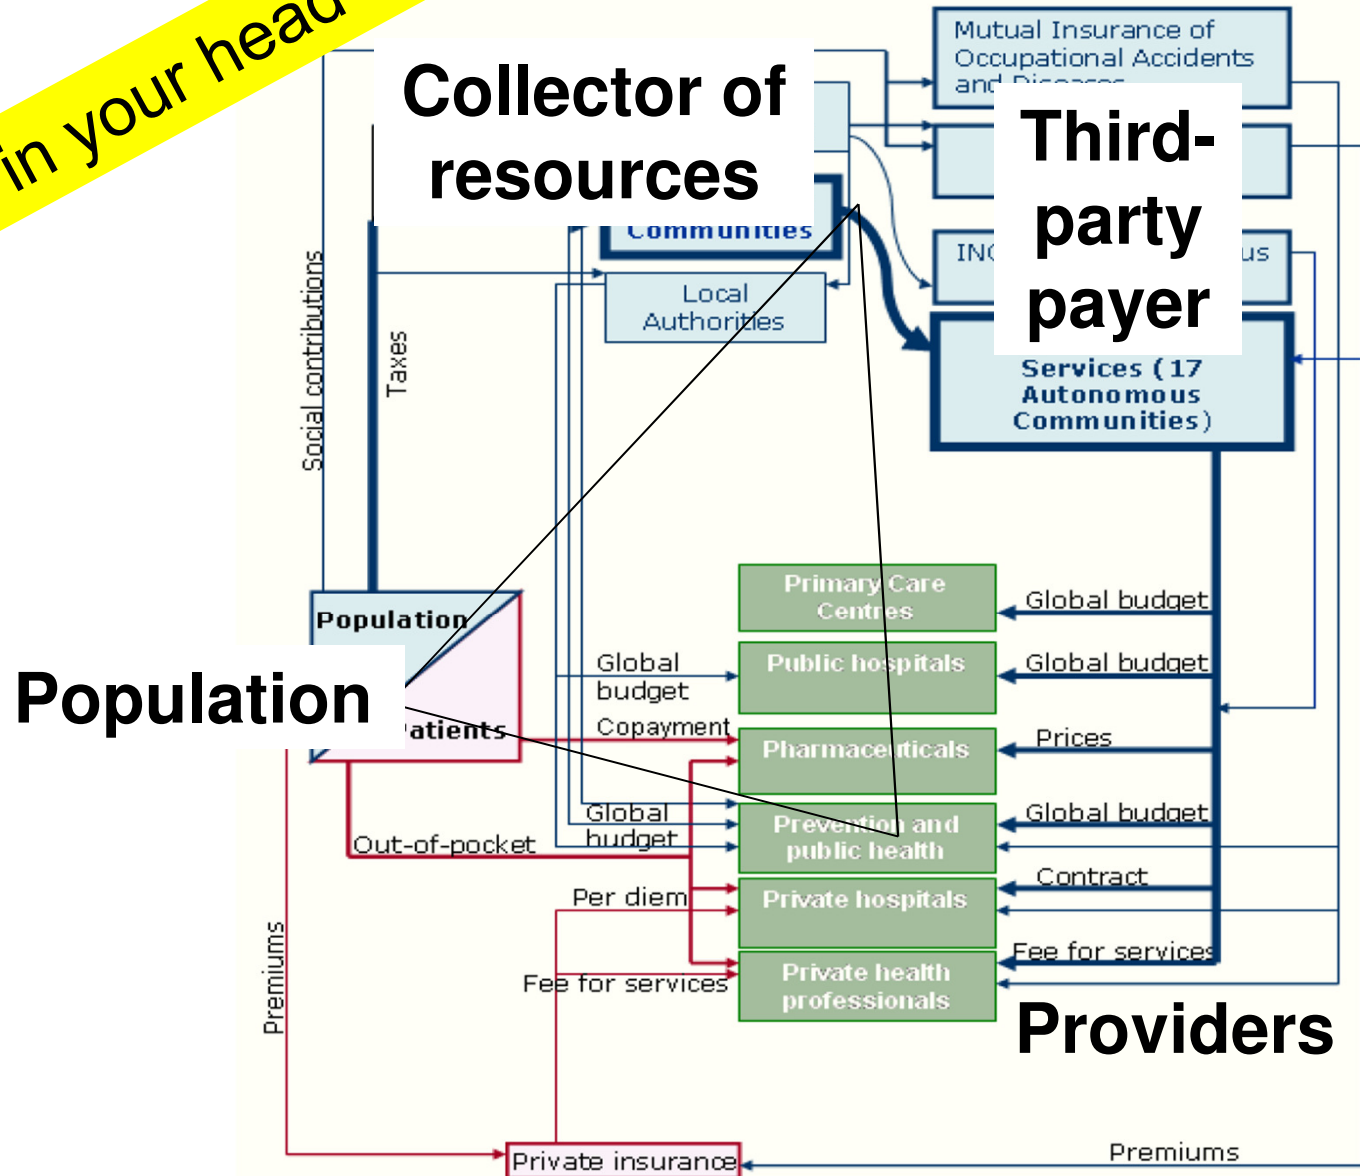 in your head
Mutual Insurance of
Occupational Accidents
and Diseases
Collector of
resources
Third-
party
payer
Communities
us
Local
Authorities
Services (17
Autonomous
Communities)
Social contributions
Taxes
Population
Population
atients
Primary Care
Centres
Global budget
Public hospitals
Global
budget
Global budget
Copayment
Pharmaceuticals
Prices
Global
budget
Prevention and
public health
Global budget
Out-of-pocket
Per diem
Private hospitals
Contract
Fee for services
Private health
professionals
Fee for services
Providers
Premiums
Private insurance
Premiums